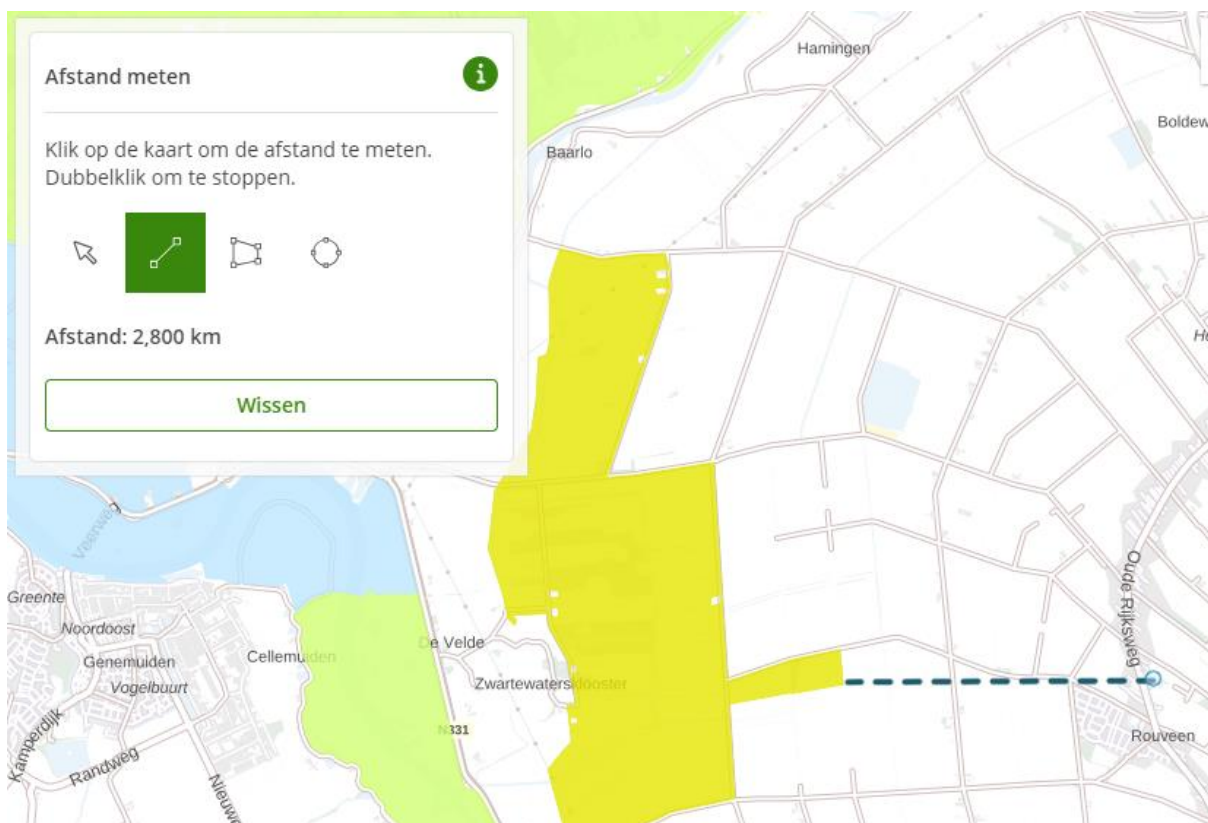 Afstand meten
Klik op de kaart om de afstand te meten.
Dubbelklik om te stoppen.
Afstand: 2,800 km
Wissen
Hamingen
Boldew
Baarlo
He
Veerweg
Oude Rijksweg
Greente
Noordoost
De Velde
Genemuiden
Cellemuiden
Vogelbuurt
Zwartewatersklooster
Kamperdijk
N331
Rouveen
Randweg
Nieuw